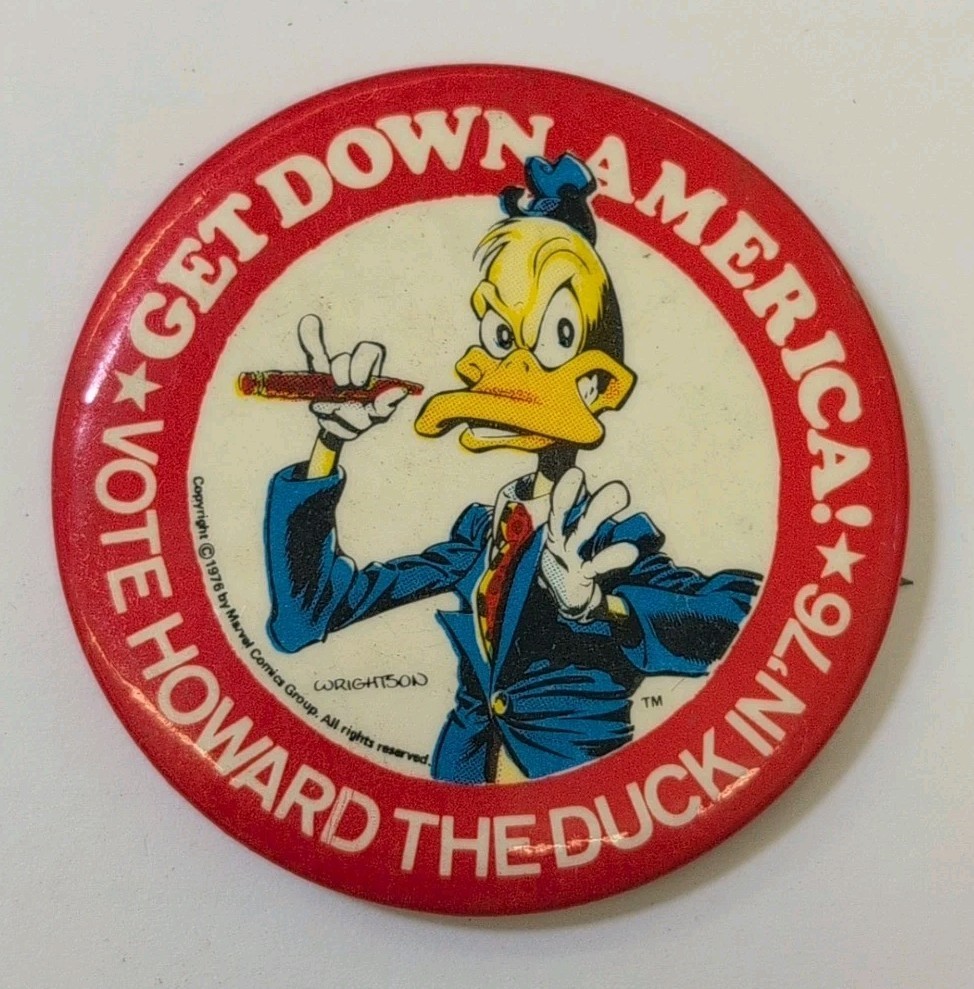 GET DOWN AMERICA!
VOTE HOWARD THE DUCK IN '76
Copyright ©1976 by Marvel Comics Group. All rights reserved.
WRIGHTSON
TM